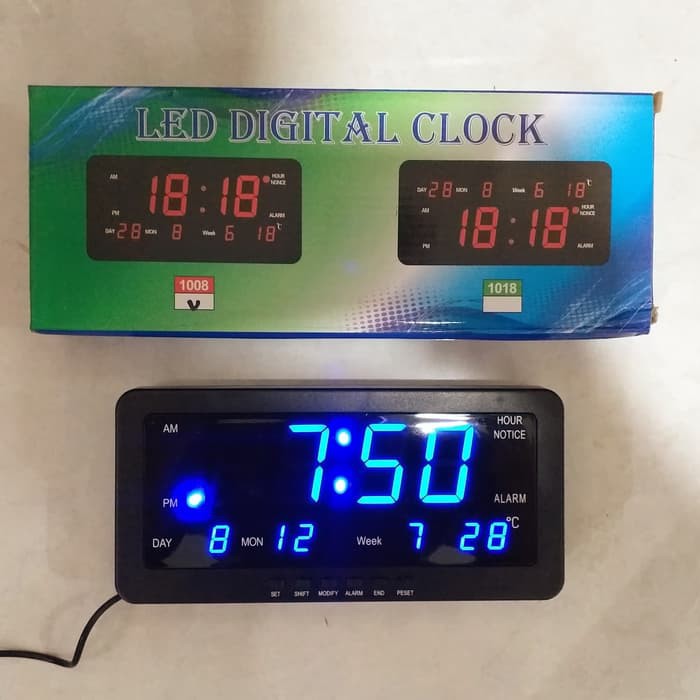 LED DIGITAL CLOCK
AM 18:18 HOUR NONCE
PM ALARM
DAY 28 MON 8 Week 6 18 °C
1008
DAY 28 MON 8 Week 6 18 °C
AM 18:18 HOUR NONCE
PM ALARM
1018
AM 7:50 HOUR NOTICE
PM ALARM
DAY 8 MON 12 Week 7 28 °C
SET SHIFT MODIFY ALARM END PESET